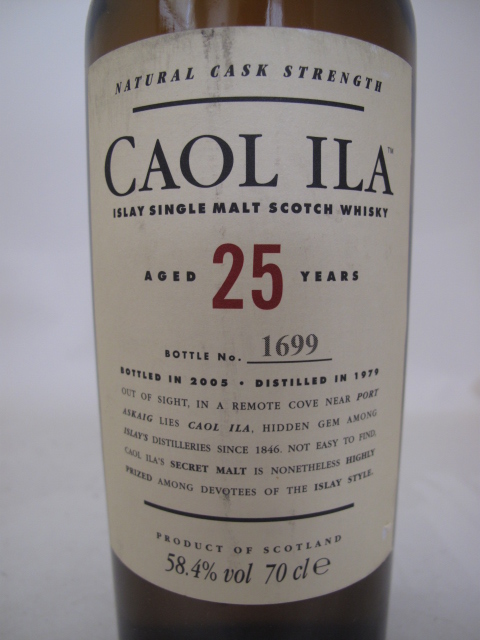 NATURAL CASK STRENGTH
CAOL ILA™
ISLAY SINGLE MALT SCOTCH WHISKY
AGED 25 YEARS
BOTTLE No. 1699
BOTTLED IN 2005 • DISTILLED IN 1979
OUT OF SIGHT, IN A REMOTE COVE NEAR PORT
ASKAIG LIES CAOL ILA, HIDDEN GEM AMONG
ISLAY'S DISTILLERIES SINCE 1846. NOT EASY TO FIND,
CAOL ILA'S SECRET MALT IS NONETHELESS HIGHLY
PRIZED AMONG DEVOTEES OF THE ISLAY STYLE.
PRODUCT OF SCOTLAND
58.4% vol 70 cl e